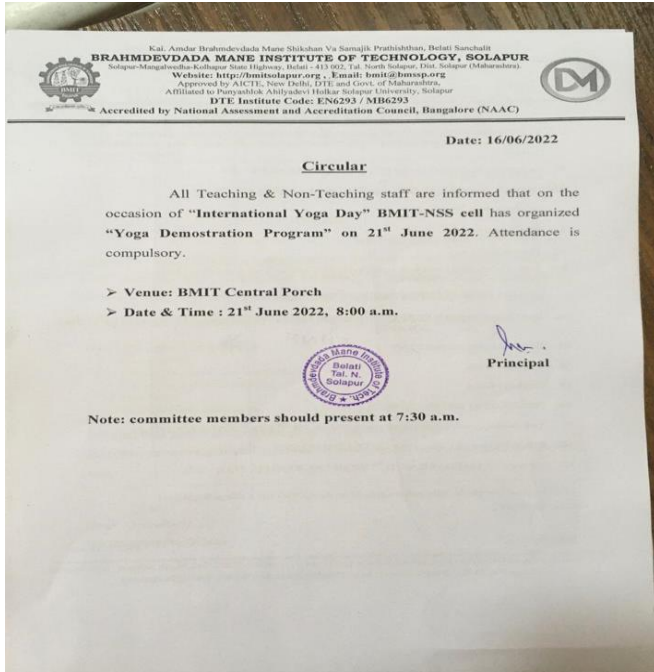 Kai. Amdar Brahmdevdada Mane Shikshan Va Samajik Prathishthan, Belati Sanchalit
BRAHMDEVDADA MANE INSTITUTE OF TECHNOLOGY, SOLAPUR
Solapur-Mangalwedha-Kolhapur State Highway, Belati - 413 002, Tal. North Solapur, Dist. Solapur (Maharashtra).
Website: http://bmitsolapur.org , Email: bmit@bmssp.org
Approved by AICTE, New Delhi, DTE and Govt. of Maharashtra,
Affiliated to Punyashlok Ahilyadevi Holkar Solapur University, Solapur
DTE Institute Code: EN6293 / MB6293
Accredited by National Assessment and Accreditation Council, Bangalore (NAAC)
BMIT
DM
Date: 16/06/2022
Circular
All Teaching & Non-Teaching staff are informed that on the
occasion of “International Yoga Day” BMIT-NSS cell has organized
“Yoga Demostration Program” on 21st June 2022. Attendance is
compulsory.
➢ Venue: BMIT Central Porch
➢ Date & Time : 21st June 2022, 8:00 a.m.
Brahmdevdada Mane Institute of Tech. ★
Belati
Tal. N.
Solapur
Principal
Note: committee members should present at 7:30 a.m.